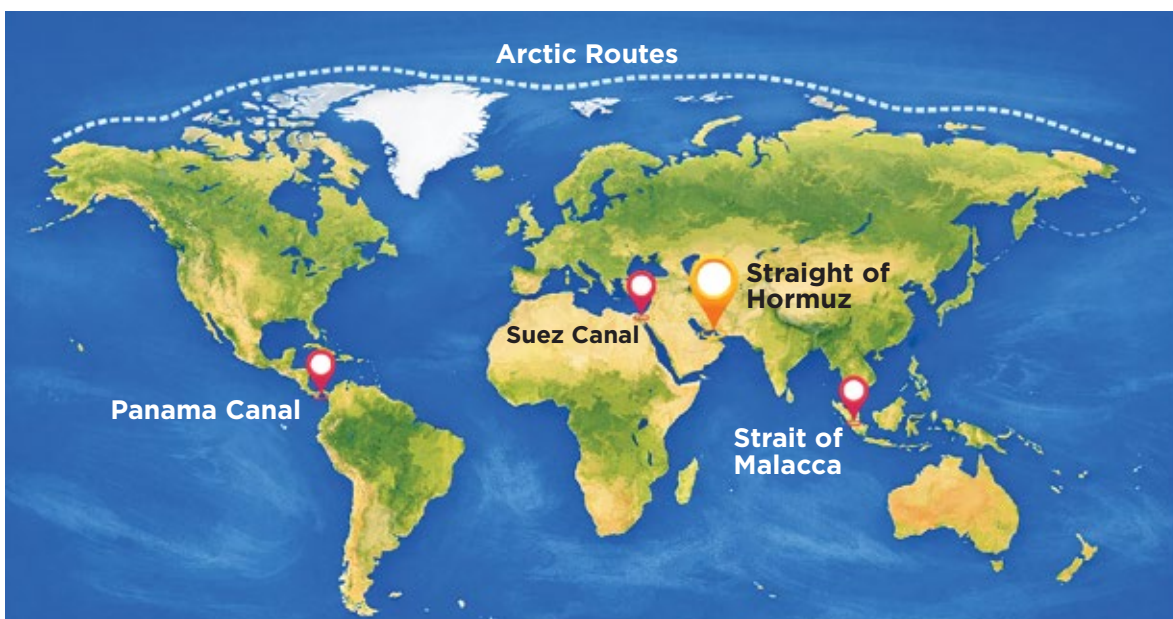 Arctic Routes
Straight of
Hormuz
Suez Canal
Panama Canal
Strait of
Malacca